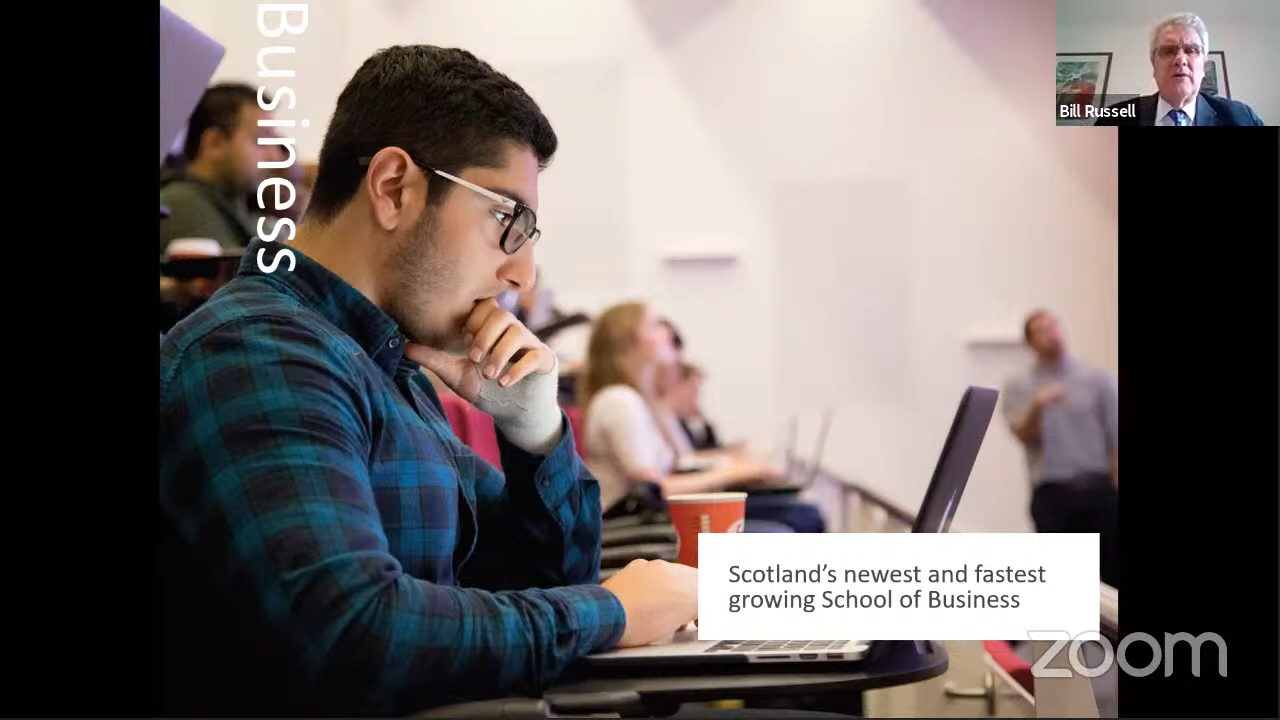 Business
Bill Russell
Scotland's newest and fastest
growing School of Business
zoom